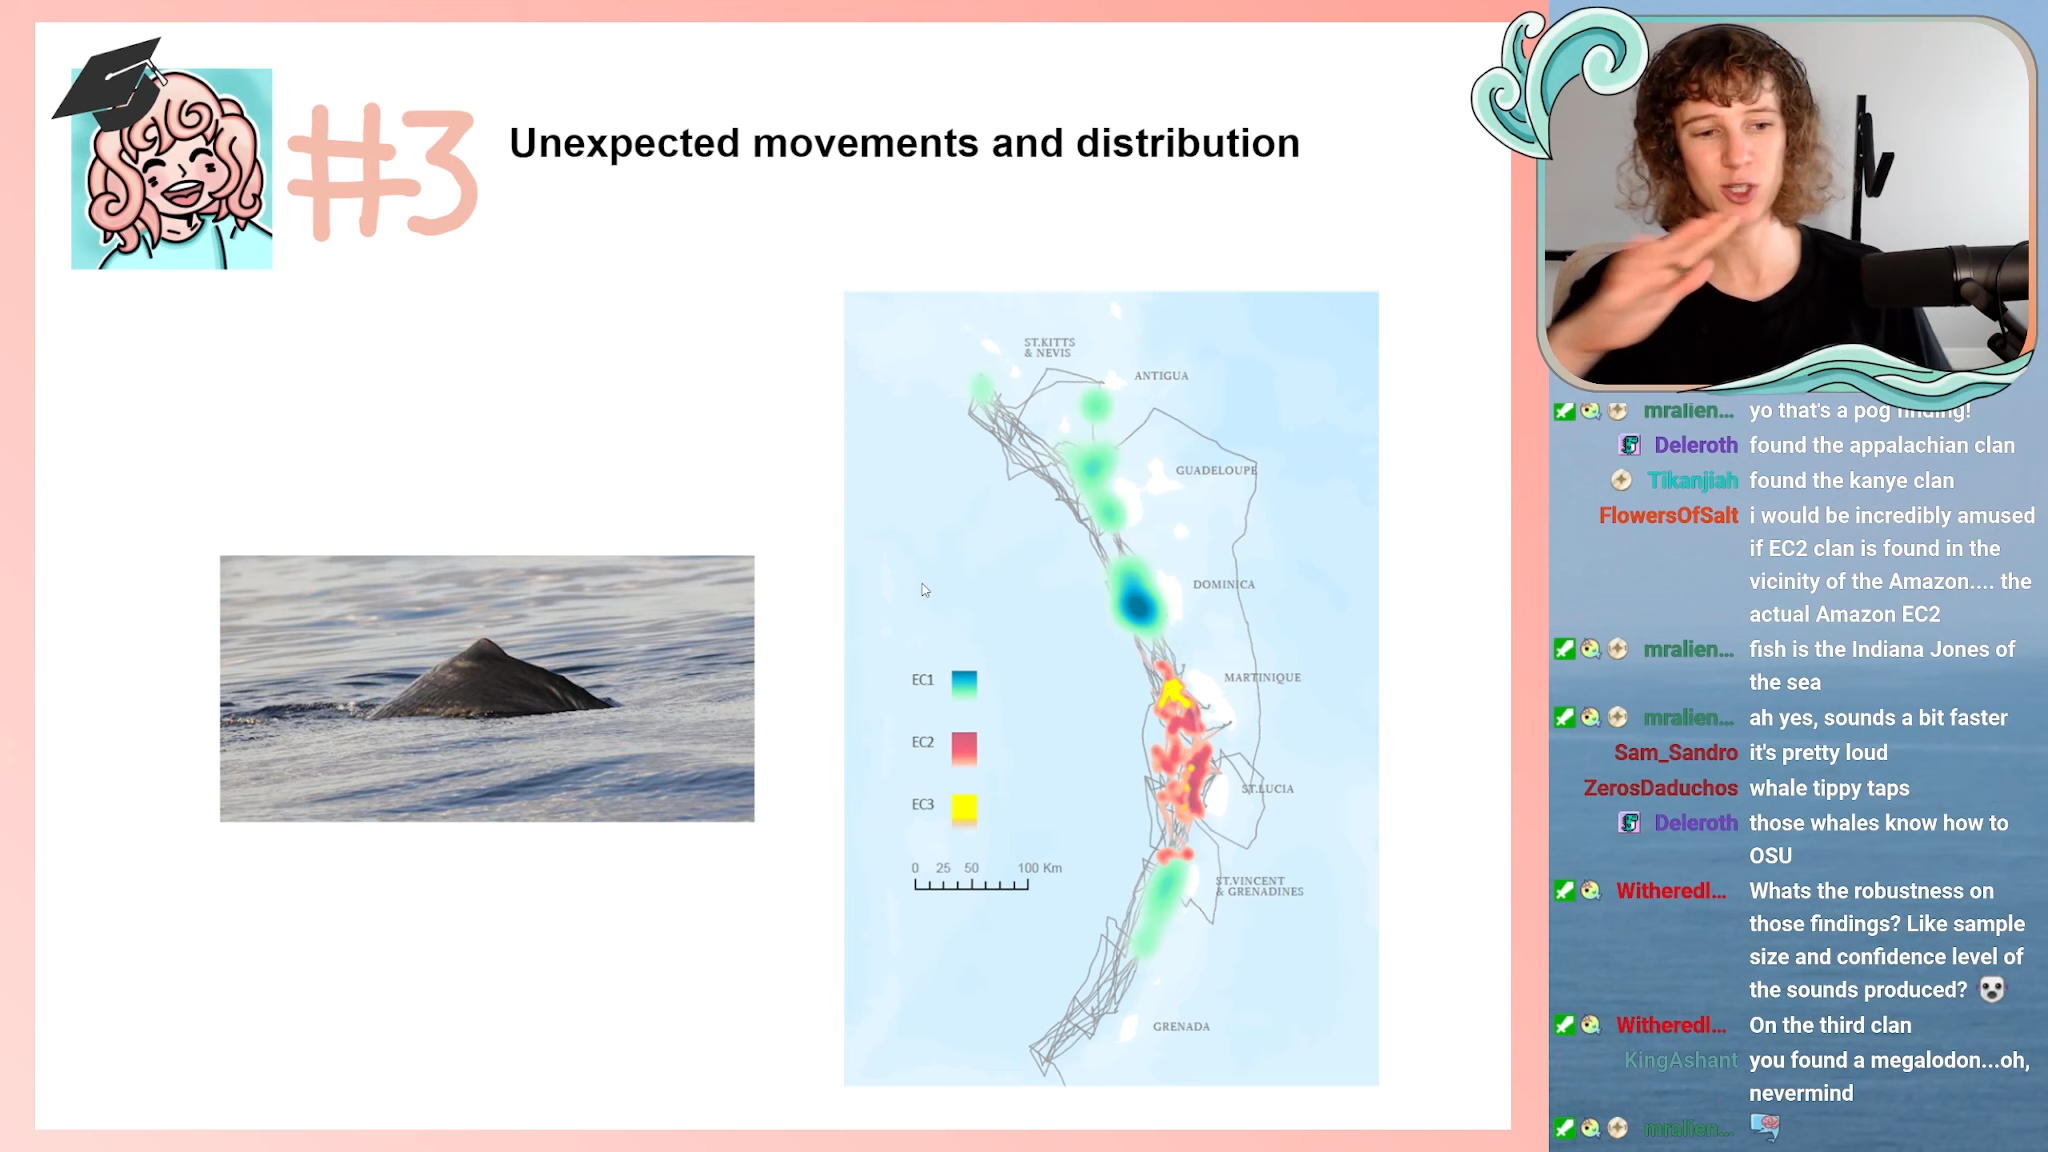 #3
Unexpected movements and distribution
ST.KITTS
& NEVIS
ANTIGUA
GUADELOUPE
DOMINICA
MARTINIQUE
ST.LUCIA
ST.VINCENT
& GRENADINES
GRENADA
EC1
EC2
EC3
0 25 50 100 Km
mralien... yo that's a pog finding!
Deleroth found the appalachian clan
Tikanjiah found the kanye clan
FlowersOfSalt i would be incredibly amused
if EC2 clan is found in the
vicinity of the Amazon.... the
actual Amazon EC2
mralien... fish is the Indiana Jones of
the sea
mralien... ah yes, sounds a bit faster
Sam_Sandro it's pretty loud
ZerosDaduchos whale tippy taps
Deleroth those whales know how to
OSU
Witheredl... Whats the robustness on
those findings? Like sample
size and confidence level of
the sounds produced?
Witheredl... On the third clan
KingAshant you found a megalodon...oh,
nevermind
mralien...